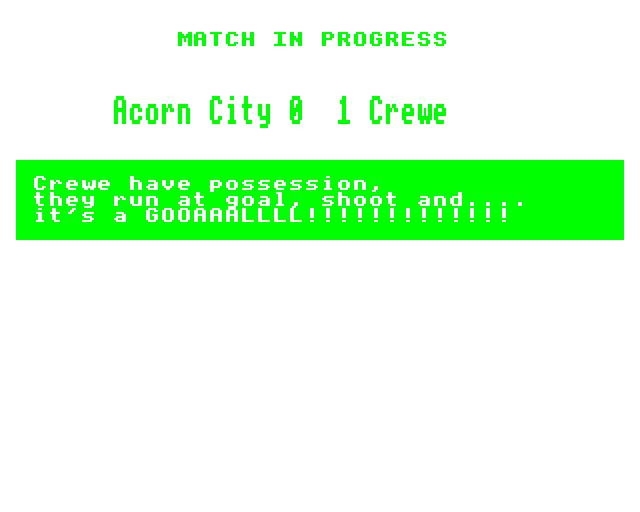 MATCH IN PROGRESS
Acorn City 0  1 Crewe
Crewe have possession,
they run at goal, shoot and....
it's a GOOAAALLLL!!!!!!!!!!!!!